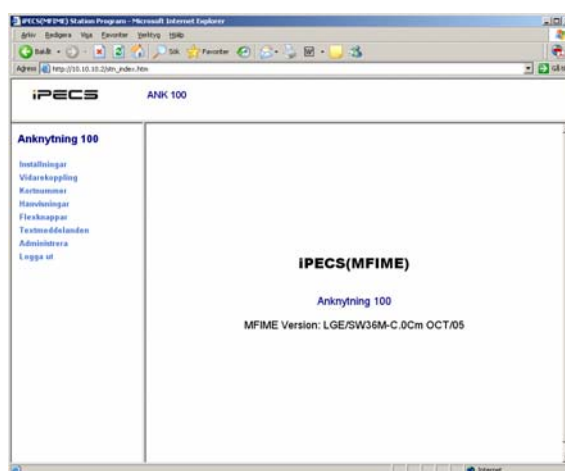 iPECS(MFIME) Station Program - Microsoft Internet Explorer
Arkiv Redigera Visa Favoriter Verktyg Hjälp
Bakåt Sök Favoriter
Adress http://10.10.10.2/stn_index.htm
iPECS ANK 100
Anknytning 100
Inställningar
Vidarekoppling
Kortnummer
Hänvisningar
Flexknappar
Textmeddelanden
Administrera
Logga ut
iPECS(MFIME)
Anknytning 100
MFIME Version: LGE/SW36M-C.0Cm OCT/05
Internet